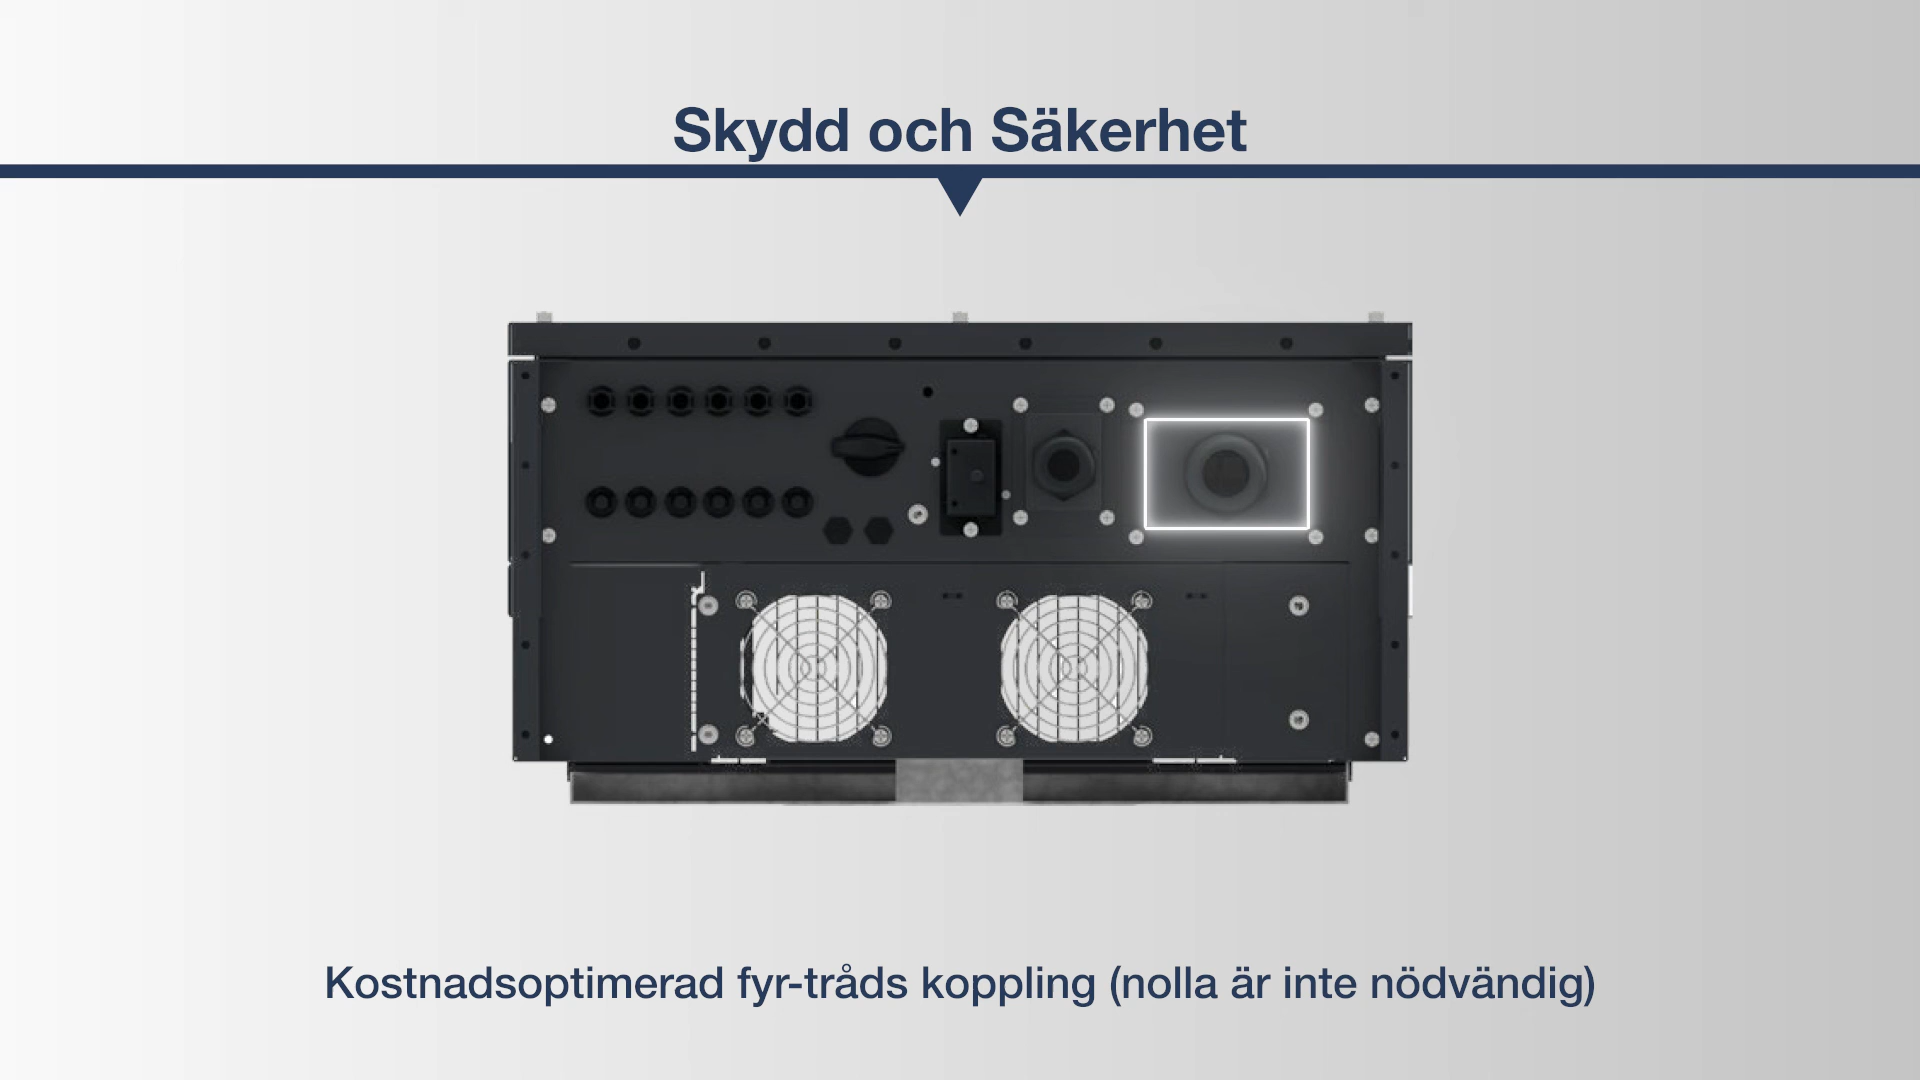 Skydd och Säkerhet
Kostnadsoptimerad fyr-tråds koppling (nolla är inte nödvändig)